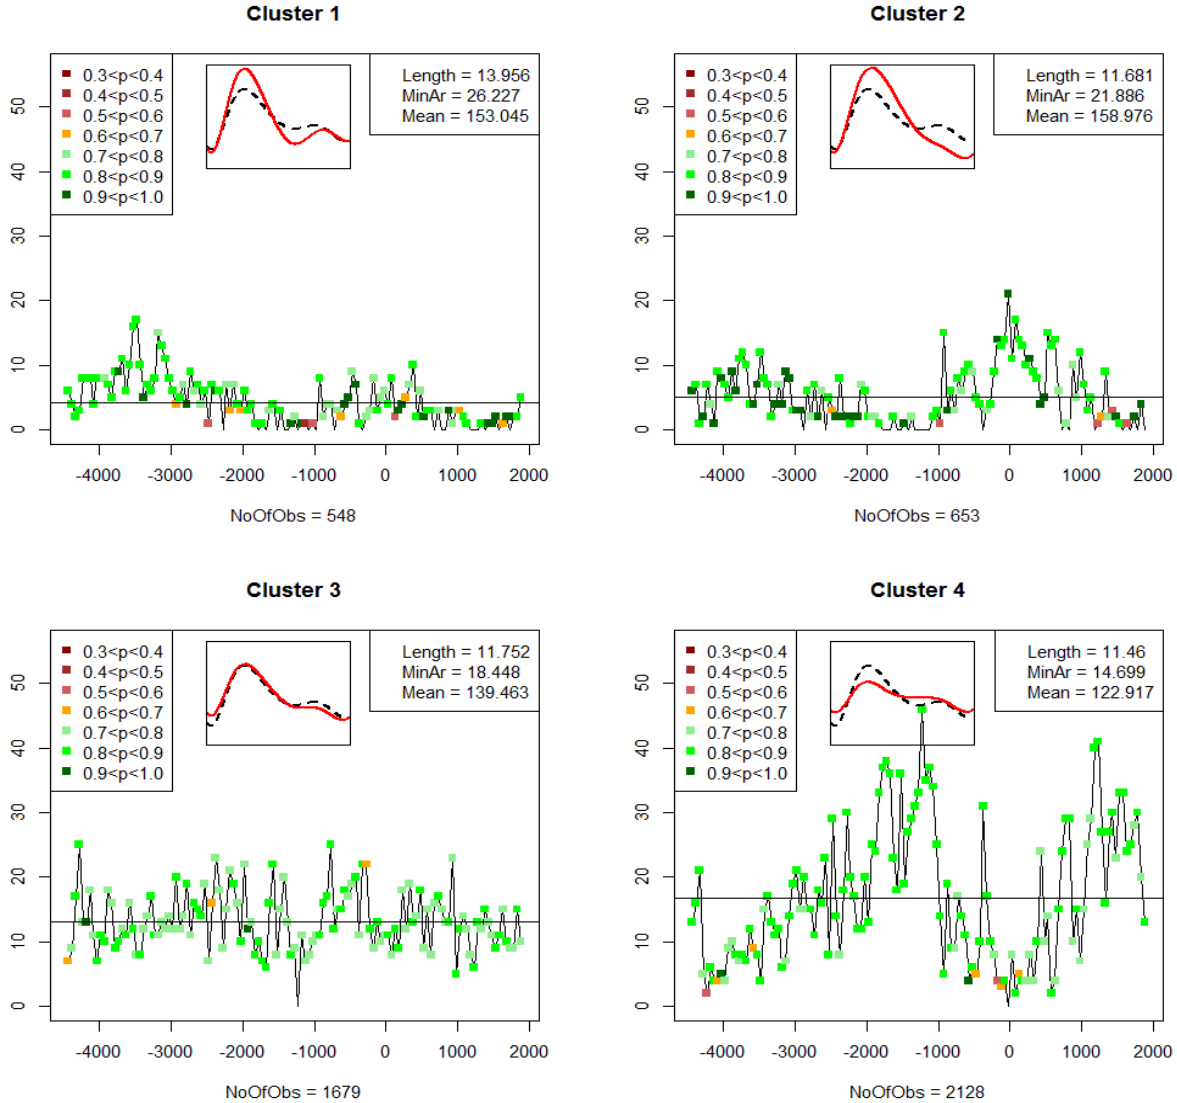 Cluster 1
0.3<p<0.4
0.4<p<0.5
0.5<p<0.6
0.6<p<0.7
0.7<p<0.8
0.8<p<0.9
0.9<p<1.0
Length = 13.956
MinAr = 26.227
Mean = 153.045
50
40
30
20
10
0
-4000 -3000 -2000 -1000 0 1000 2000
NoOfObs = 548
Cluster 2
0.3<p<0.4
0.4<p<0.5
0.5<p<0.6
0.6<p<0.7
0.7<p<0.8
0.8<p<0.9
0.9<p<1.0
Length = 11.681
MinAr = 21.886
Mean = 158.976
50
40
30
20
10
0
-4000 -3000 -2000 -1000 0 1000 2000
NoOfObs = 653
Cluster 3
0.3<p<0.4
0.4<p<0.5
0.5<p<0.6
0.6<p<0.7
0.7<p<0.8
0.8<p<0.9
0.9<p<1.0
Length = 11.752
MinAr = 18.448
Mean = 139.463
50
40
30
20
10
0
-4000 -3000 -2000 -1000 0 1000 2000
NoOfObs = 1679
Cluster 4
0.3<p<0.4
0.4<p<0.5
0.5<p<0.6
0.6<p<0.7
0.7<p<0.8
0.8<p<0.9
0.9<p<1.0
Length = 11.46
MinAr = 14.699
Mean = 122.917
50
40
30
20
10
0
-4000 -3000 -2000 -1000 0 1000 2000
NoOfObs = 2128